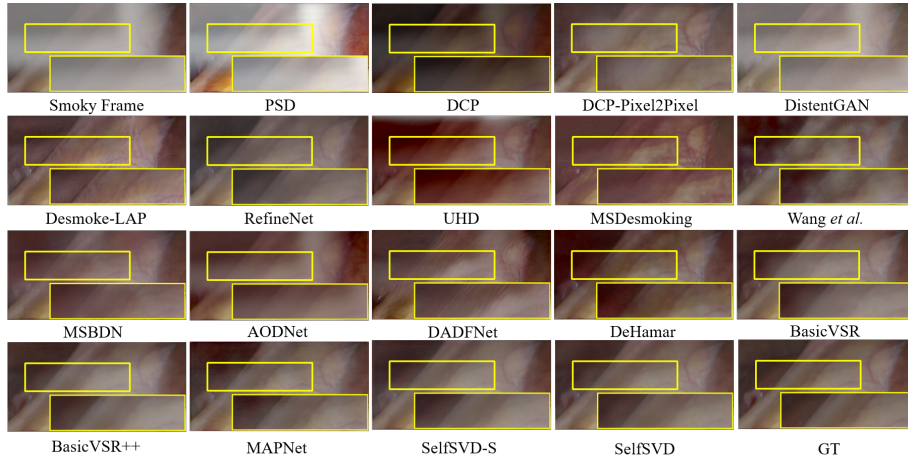 Smoky Frame PSD DCP DCP-Pixel2Pixel DistentGAN
Desmoke-LAP RefineNet UHD MSDesmoking Wang et al.
MSBDN AODNet DADFNet DeHamar BasicVSR
BasicVSR++ MAPNet SelfSVD-S SelfSVD GT